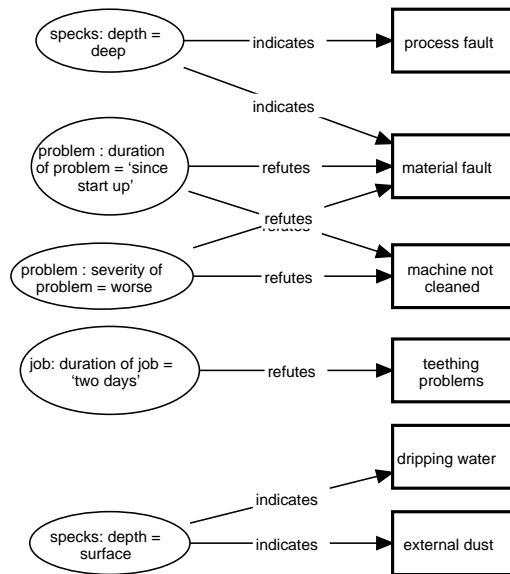 specks: depth =
deep
indicates
process fault
indicates
problem : duration
of problem = ‘since
start up’
refutes
material fault
refutes
refutes
problem : severity of
problem = worse
refutes
machine not
cleaned
job: duration of job =
‘two days’
refutes
teething
problems
dripping water
indicates
specks: depth =
surface
indicates
external dust